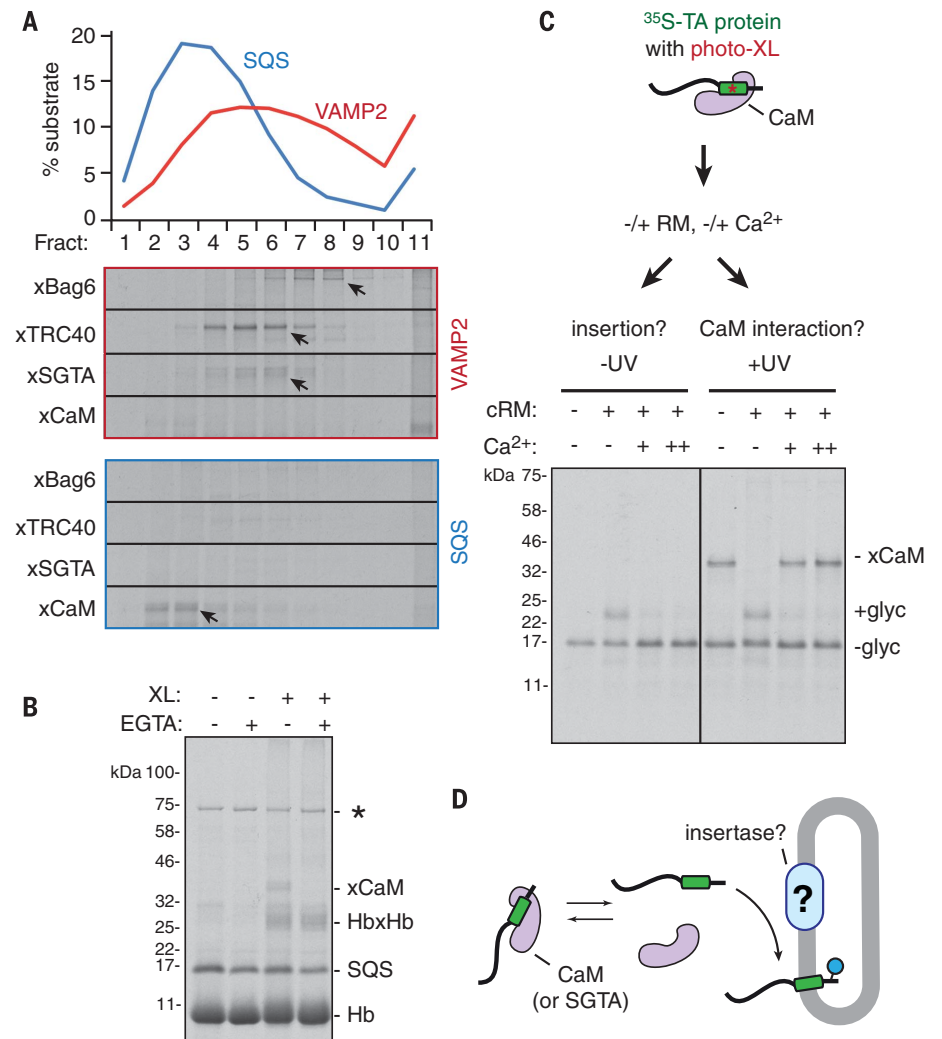 A
20
15
10
5
0
% substrate
SQS
VAMP2
Fract: 1 2 3 4 5 6 7 8 9 10 11
xBag6
xTRC40
xSGTA
xCaM
VAMP2
xBag6
xTRC40
xSGTA
xCaM
SQS
B
XL: - - + +
EGTA: - + - +
kDa 100-
75-
58-
46-
32-
25-
22-
17-
11-
- *
- xCaM
- HbxHb
- SQS
- Hb
C
35S-TA protein
with photo-XL
CaM
-/+ RM, -/+ Ca2+
insertion?
-UV
CaM interaction?
+UV
cRM: - + + + - + + +
Ca2+: - - + ++ - - + ++
kDa 75-
58-
46-
32-
25-
22-
17-
11-
- xCaM
+glyc
-glyc
D
insertase?
?
CaM
(or SGTA)